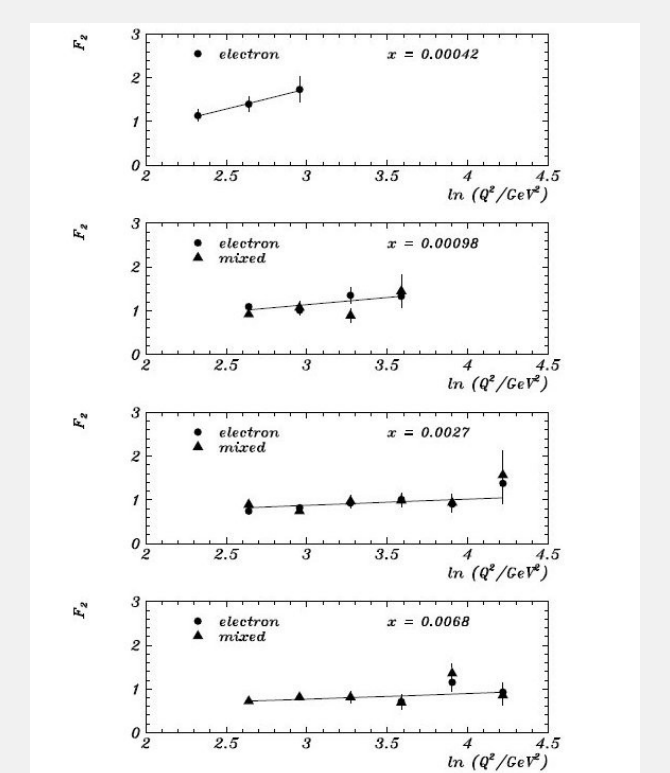 F₂
3
● electron x = 0.00042
2
1
0
2 2.5 3 3.5 4 4.5
ln (Q²/GeV²)
F₂
3
● electron x = 0.00098
▲ mixed
2
1
0
2 2.5 3 3.5 4 4.5
ln (Q²/GeV²)
F₂
3
● electron x = 0.0027
▲ mixed
2
1
0
2 2.5 3 3.5 4 4.5
ln (Q²/GeV²)
F₂
3
● electron x = 0.0068
▲ mixed
2
1
0
2 2.5 3 3.5 4 4.5
ln (Q²/GeV²)